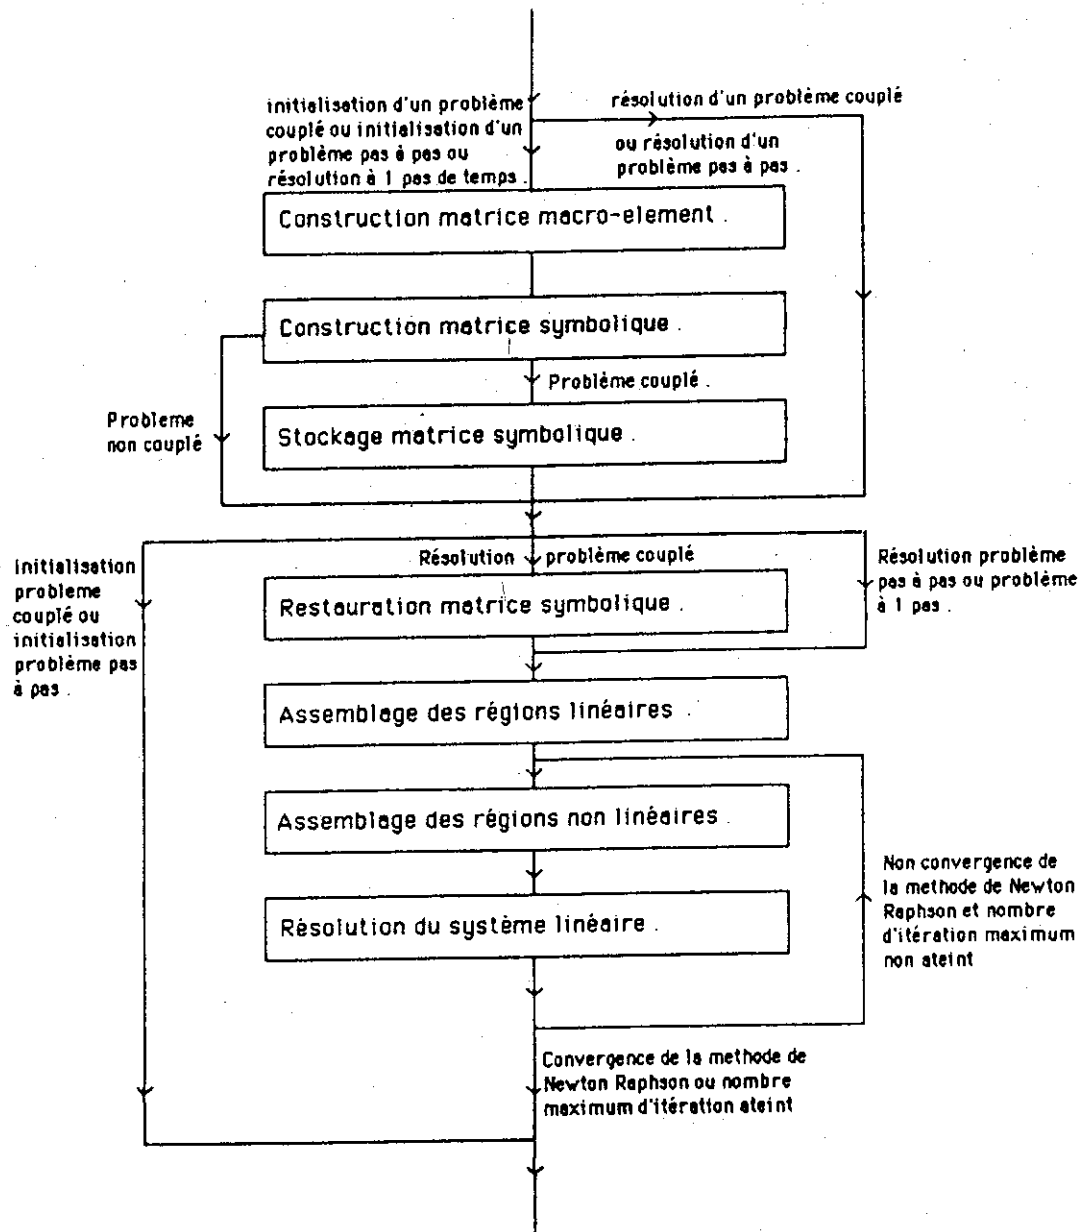 initialisation d'un problème
couplé ou initialisation d'un
problème pas à pas ou
résolution à 1 pas de temps .
résolution d'un problème couplé
ou résolution d'un
problème pas à pas .
Construction matrice macro-element .
Construction matrice symbolique .
Problème couplé .
Probleme
non couplé
Stockage matrice symbolique .
Initialisation
probleme
couplé ou
initialisation
problème pas
à pas .
Résolution problème couplé
Résolution problème
pas à pas ou problème
à 1 pas .
Restauration matrice symbolique .
Assemblage des régions linéaires .
Assemblage des régions non linéaires .
Résolution du système linéaire .
Non convergence de
la methode de Newton
Raphson et nombre
d'itération maximum
non ateint
Convergence de la methode de
Newton Raphson ou nombre
maximum d'itération ateint